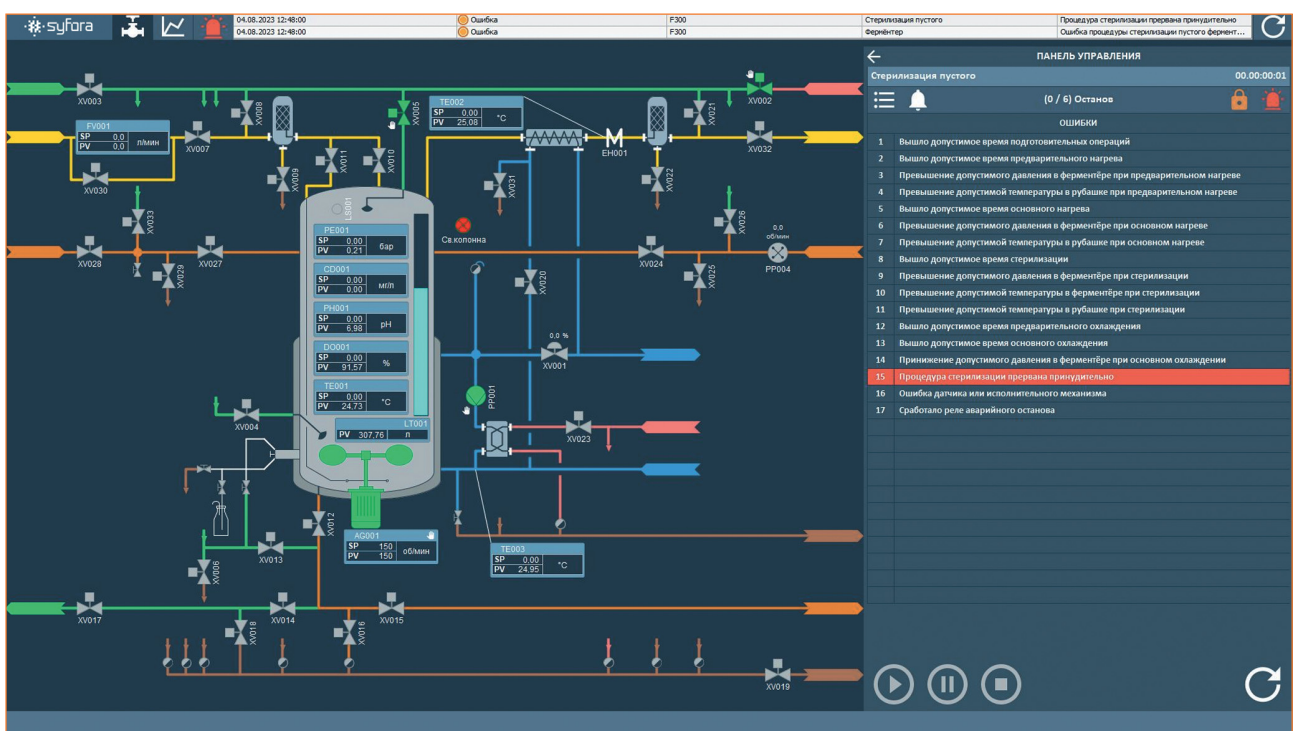 syfora
04.08.2023 12:48:00 Ошибка F300 Стерилизация пустого Процедура стерилизации прервана принудительно
04.08.2023 12:48:00 Ошибка F300 Фермёнтер Ошибка процедуры стерилизации пустого фермент...
ПАНЕЛЬ УПРАВЛЕНИЯ
Стерилизация пустого 00.00:00:01
(0 / 6) Останов
ОШИБКИ
1 Вышло допустимое время подготовительных операций
2 Вышло допустимое время предварительного нагрева
3 Превышение допустимого давления в ферментёре при предварительном нагреве
4 Превышение допустимой температуры в рубашке при предварительном нагреве
5 Вышло допустимое время основного нагрева
6 Превышение допустимого давления в ферментёре при основном нагреве
7 Превышение допустимой температуры в рубашке при основном нагреве
8 Вышло допустимое время стерилизации
9 Превышение допустимого давления в ферментёре при стерилизации
10 Превышение допустимой температуры в ферментёре при стерилизации
11 Превышение допустимой температуры в рубашке при стерилизации
12 Вышло допустимое время предварительного охлаждения
13 Вышло допустимое время основного охлаждения
14 Принижение допустимого давления в ферментёре при основном охлаждении
15 Процедура стерилизации прервана принудительно
16 Ошибка датчика или исполнительного механизма
17 Сработало реле аварийного останова
XV003
XV008
XV005
TE002
SP 0.00
PV 25,08
°C
XV021
XV002
FV001
SP 0.0
PV 0.0
л/мин
XV007
XV011
XV010
M
EH001
XV032
XV030
XV009
XV031
XV022
XV033
LS001
XV026
PE001
SP 0.00
PV 0,21
бар
Св.колонна
0,0
об/мин
XV028
XV029
XV027
XV024
XV025
PP004
CD001
SP 0.00
PV 0,00
мг/л
XV020
PH001
SP 0.00
PV 6,98
pH
0,0 %
XV001
DO001
SP 0.00
PV 91,57
%
TE001
SP 0.00
PV 24,73
°C
PP001
XV004
LT001
PV 307,76 л
XV023
XV012
AG001
SP 150
PV 150
об/мин
XV013
XV006
TE003
SP 0.00
PV 24,95
°C
XV017
XV014
XV015
XV018
XV016
XV019